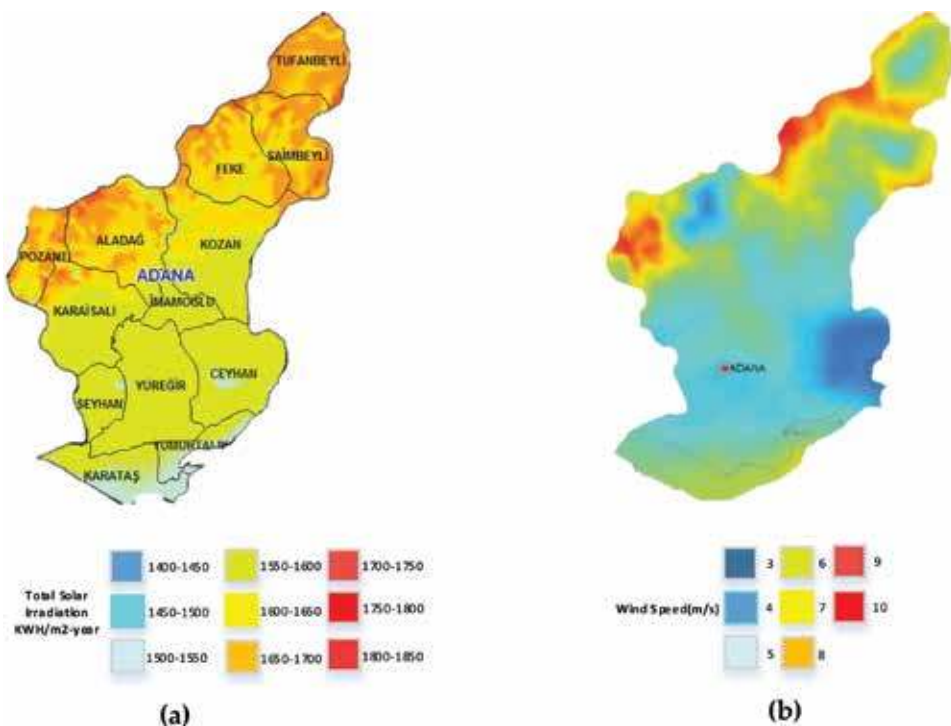 TUFANBEYLİ
SAİMBEYLİ
FEKE
KOZAN
ALADAĞ
POZANTI
ADANA
İMAMOĞLU
KARAİSALI
CEYHAN
YÜREĞİR
SEYHAN
YUMURTALIK
KARATAŞ
Total Solar
Irradiation
KWH/m2-year
1400-1450
1450-1500
1500-1550
1550-1600
1600-1650
1650-1700
1700-1750
1750-1800
1800-1850
(a)
ADANA
Wind Speed(m/s)
3
4
5
6
7
8
9
10
(b)